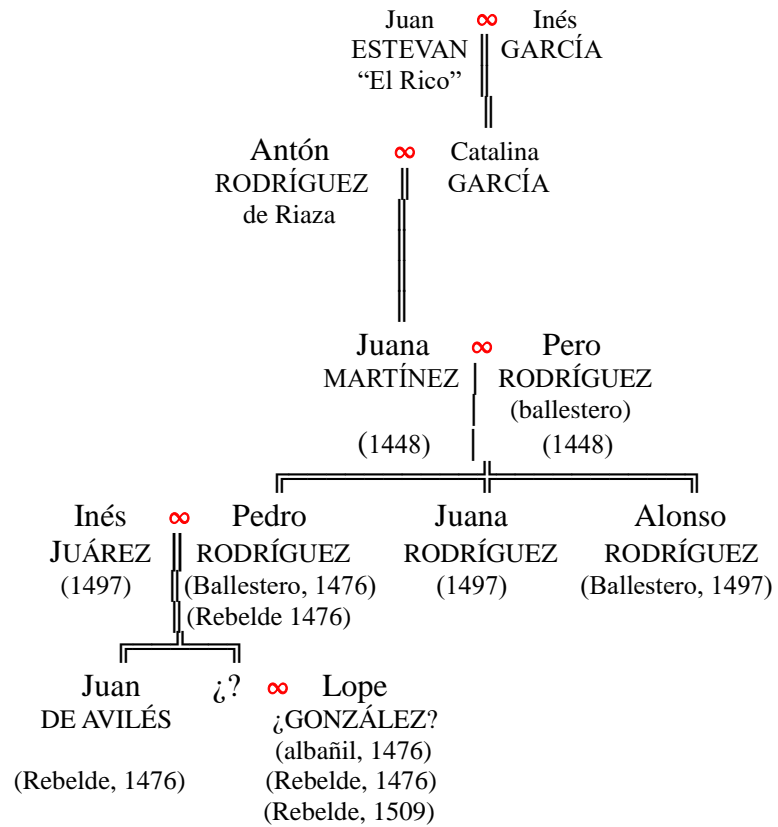 Juan ∞ Inés
ESTEVAN GARCÍA
“El Rico”
Antón ∞ Catalina
RODRÍGUEZ GARCÍA
de Riaza
Juana ∞ Pero
MARTÍNEZ RODRÍGUEZ
(ballestero)
(1448) (1448)
Inés ∞ Pedro Juana Alonso
JUÁREZ RODRÍGUEZ RODRÍGUEZ RODRÍGUEZ
(1497) (Ballestero, 1476) (1497) (Ballestero, 1497)
(Rebelde 1476)
Juan ¿? ∞ Lope
DE AVILÉS ¿GONZÁLEZ?
(albañil, 1476)
(Rebelde, 1476) (Rebelde, 1476)
(Rebelde, 1509)